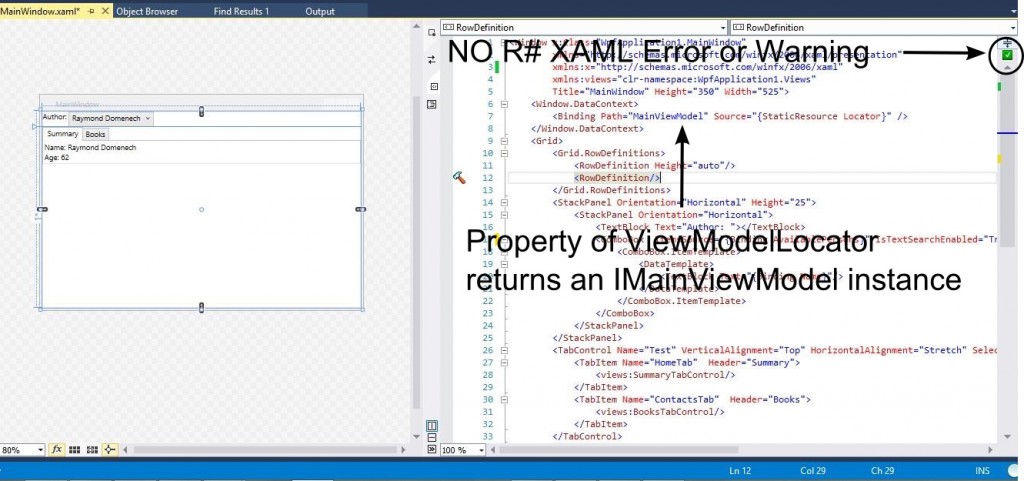 MainWindow.xaml* Object Browser Find Results 1 Output
RowDefinition RowDefinition
NO R# XAML Error or Warning
MainWindow
Author: Raymond Domenech
Summary Books
Name: Raymond Domenech
Age: 62
1*
1 <Window x:Class="WpfApplication1.MainWindow"
"http://schemas.microsoft.com/winfx/2006/xaml/presentation"
3 xmlns:x="http://schemas.microsoft.com/winfx/2006/xaml"
4 xmlns:views="clr-namespace:WpfApplication1.Views"
5 Title="MainWindow" Height="350" Width="525">
6 <Window.DataContext>
7 <Binding Path="MainViewModel" Source="{StaticResource Locator}" />
8 </Window.DataContext>
9 <Grid>
10 <Grid.RowDefinitions>
11 <RowDefinition Height="auto"/>
12 <RowDefinition/>
13 </Grid.RowDefinitions>
14 <StackPanel Orientation="Horizontal" Height="25">
15 <StackPanel Orientation="Horizontal">
16 <TextBlock Text="Author: "></TextBlock>
IsTextSearchEnabled="Tr
Property of ViewModelLocator
18 <ComboBox.ItemTemplate>
19 <DataTemplate>
returns an IMainViewModel instance
21 </DataTemplate>
22 </ComboBox.ItemTemplate>
23 </ComboBox>
24 </StackPanel>
25 </StackPanel>
26 <TabControl Name="Test" VerticalAlignment="Top" HorizontalAlignment="Stretch" Selec
27 <TabItem Name="HomeTab" Header="Summary">
28 <views:SummaryTabControl/>
29 </TabItem>
30 <TabItem Name="ContactsTab" Header="Books">
31 <views:BooksTabControl/>
32 </TabItem>
33 </TabControl>
80% fx 100 %
Ln 12 Col 29 Ch 29 INS